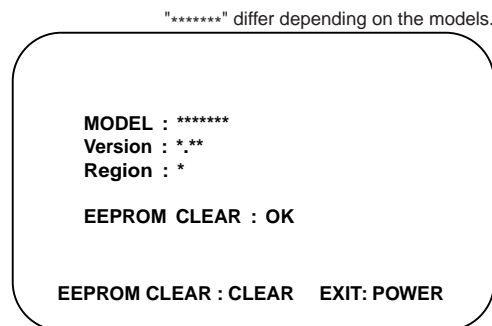 "*******" differ depending on the models.
MODEL : *******
Version : *.**
Region : *
EEPROM CLEAR : OK
EEPROM CLEAR : CLEAR EXIT: POWER